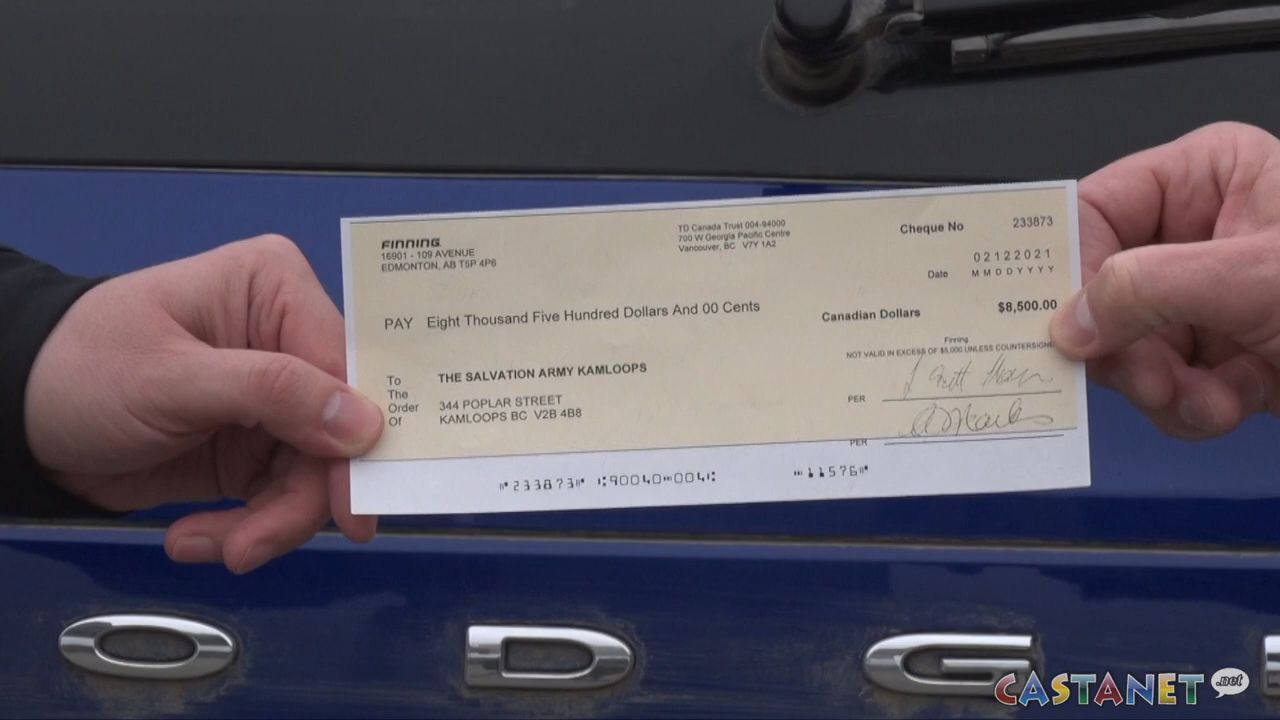 FINNING
16901 - 109 AVENUE
EDMONTON, AB T5P 4P6
TD Canada Trust 004-94000
700 W Georgia Pacific Centre
Vancouver, BC V7Y 1A2
Cheque No 233873
02122021
Date MMDDYYYY
PAY Eight Thousand Five Hundred Dollars And 00 Cents
Canadian Dollars $8,500.00
Finning
NOT VALID IN EXCESS OF $5,000 UNLESS COUNTERSIGNED
To The Order Of
THE SALVATION ARMY KAMLOOPS
344 POPLAR STREET
KAMLOOPS BC V2B 4B8
PER
PER
⑈233873⑈ ⑆90040⑉004⑆ ⑉11576⑈
ODG
CASTANET.net